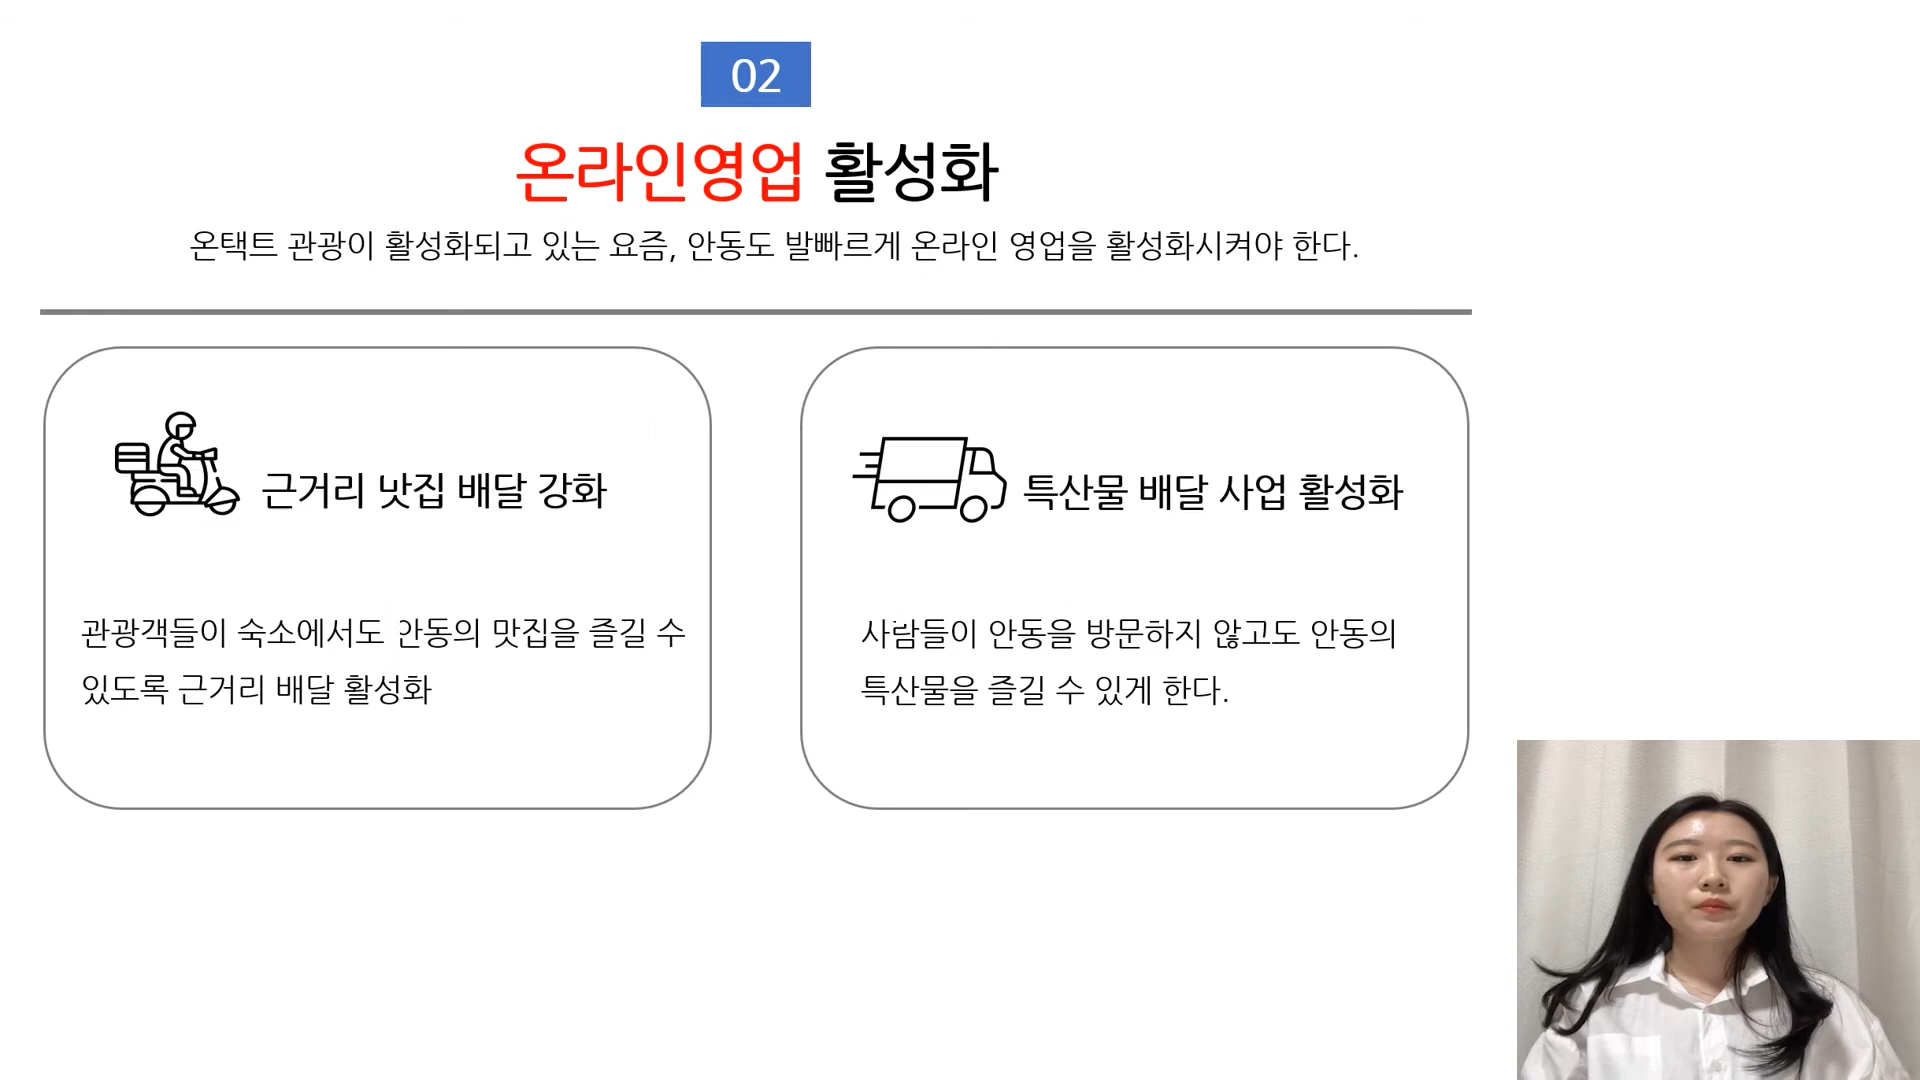 02
온라인영업 활성화
온택트 관광이 활성화되고 있는 요즘, 안동도 발빠르게 온라인 영업을 활성화시켜야 한다.
근거리 맛집 배달 강화
관광객들이 숙소에서도 안동의 맛집을 즐길 수
있도록 근거리 배달 활성화
특산물 배달 사업 활성화
사람들이 안동을 방문하지 않고도 안동의
특산물을 즐길 수 있게 한다.